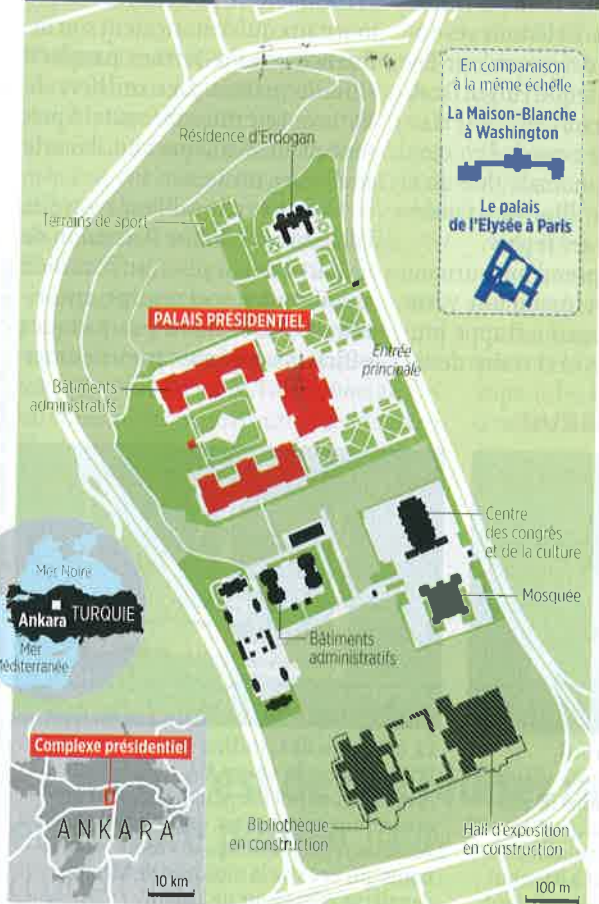 En comparaison
à la même échelle
La Maison-Blanche
à Washington
Le palais
de l'Elysée à Paris
Résidence d'Erdogan
Terrains de sport
PALAIS PRÉSIDENTIEL
Entrée
principale
Bâtiments
administratifs
Centre
des congrès
et de la culture
Mosquée
Bâtiments
administratifs
Mer Noire
Ankara TURQUIE
Mer
Méditerranée
Complexe présidentiel
ANKARA
10 km
Bibliothèque
en construction
Hall d'exposition
en construction
100 m